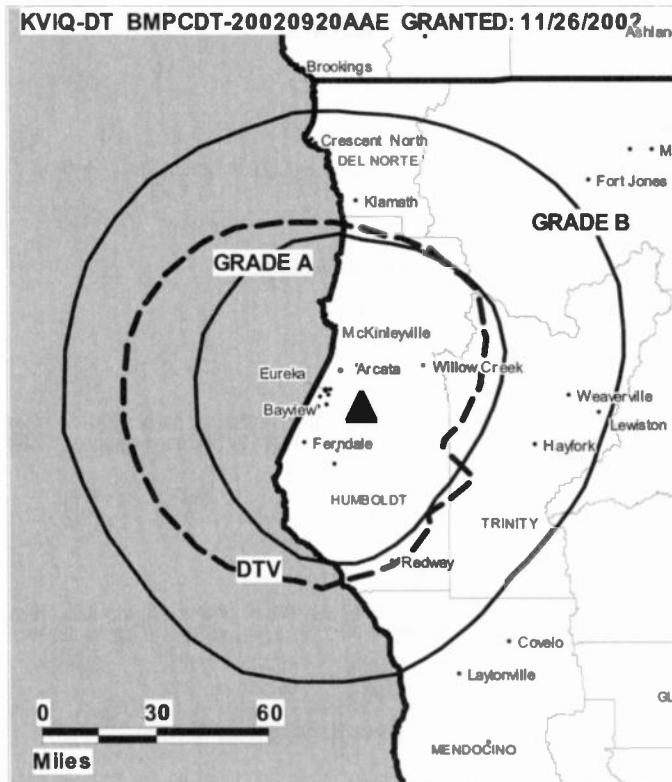 KVIQ-DT BMPCDT-20020920AAE GRANTED: 11/26/2002
Ashland
Brookings
Crescent North
DEL NORTE
M
Fort Jones
Klamath
GRADE B
GRADE A
McKinleyville
Arcata
Willow Creek
Eureka
Weaverville
Bayview
Lewiston
Ferndale
Hayfork
HUMBOLDT
TRINITY
Redway
DTV
Covelo
Laytonville
GL
0 30 60
Miles
MENDOCINO